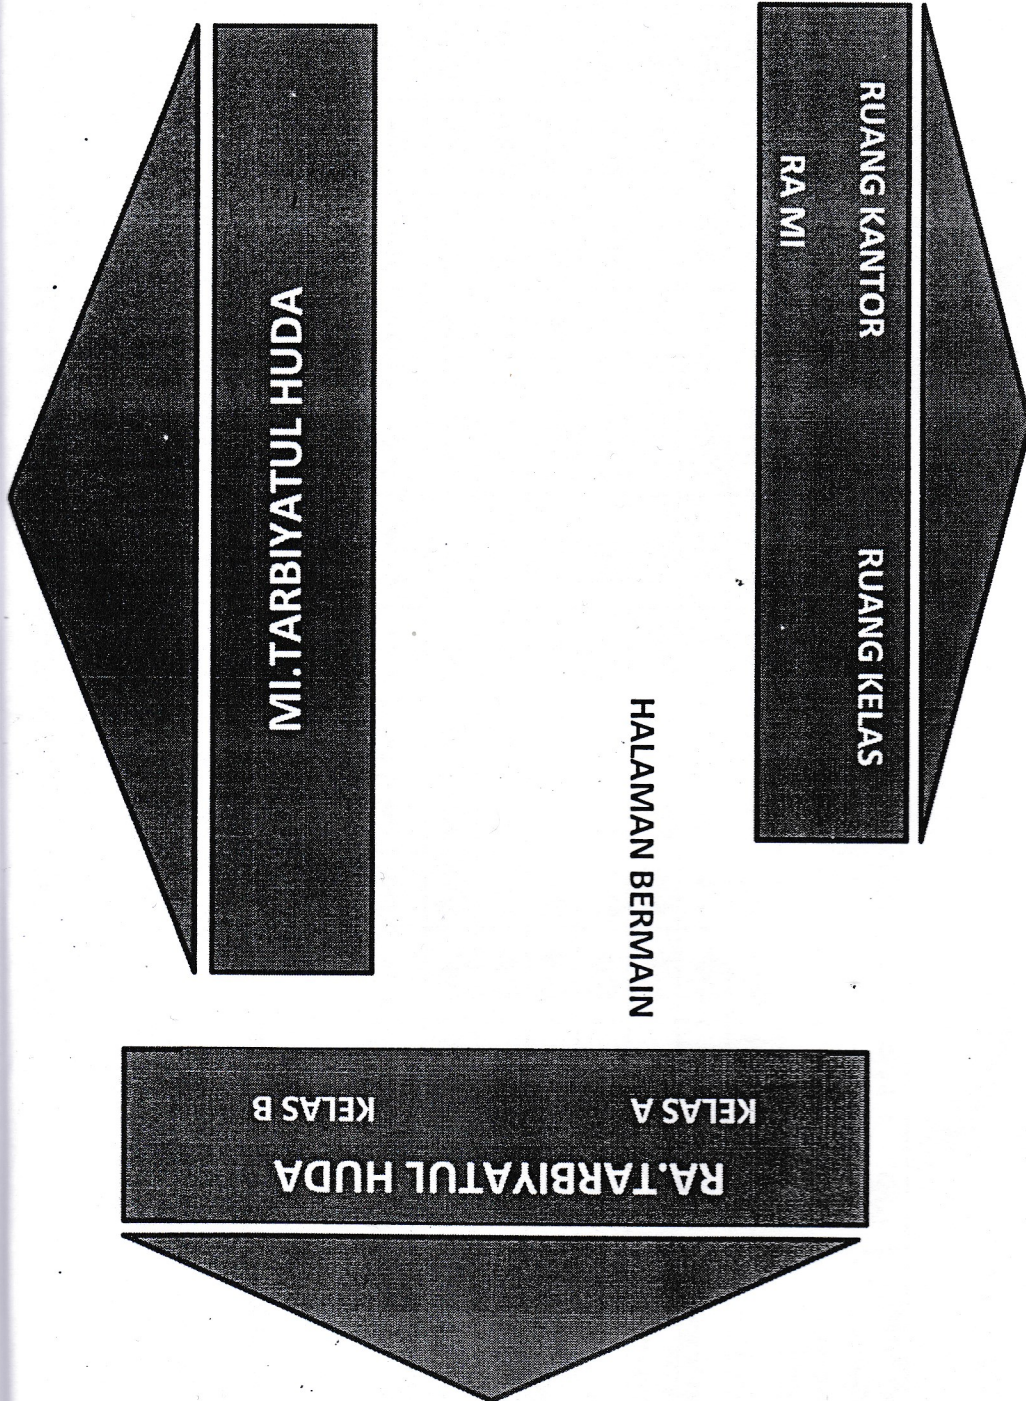 RUANG KANTOR
RA MI
RUANG KELAS
MI.TARBIYATUL HUDA
HALAMAN BERMAIN
RA.TARBIYATUL HUDA
KELAS A
KELAS B